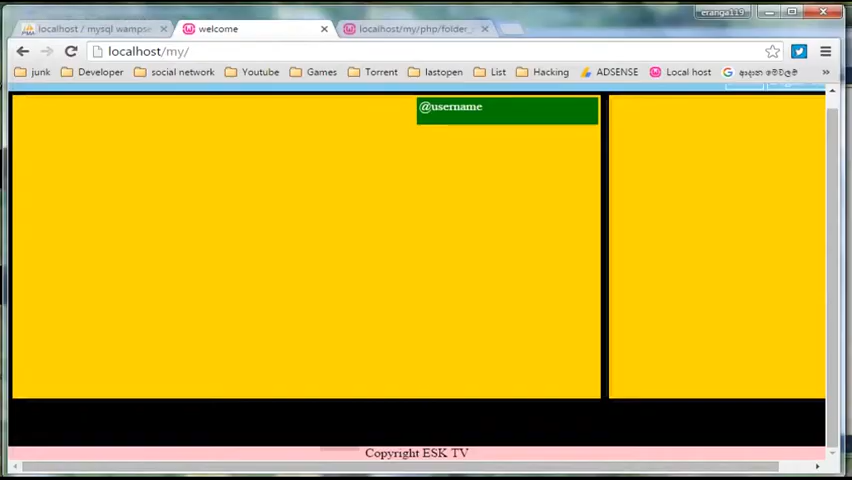 eranga119
localhost / mysql wampse
welcome
localhost/my/php/folder_
localhost/my/
junk
Developer
social network
Youtube
Games
Torrent
lastopen
List
Hacking
ADSENSE
Local host
@username
Copyright ESK TV